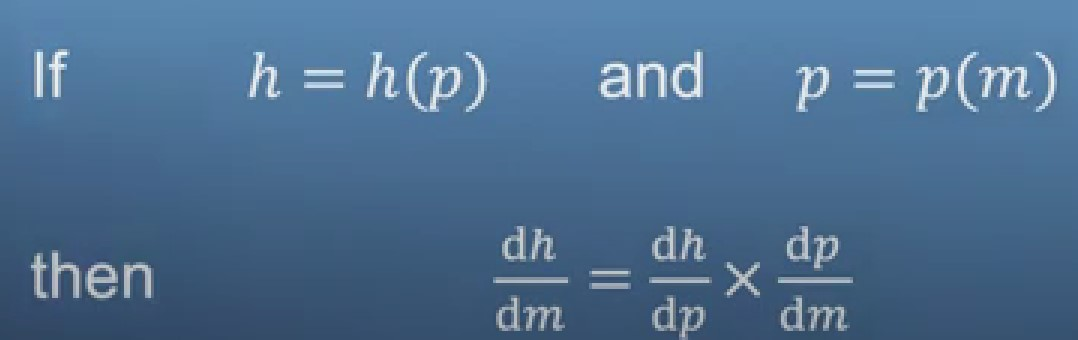 If h = h(p) and p = p(m)
then dh/dm = dh/dp × dp/dm